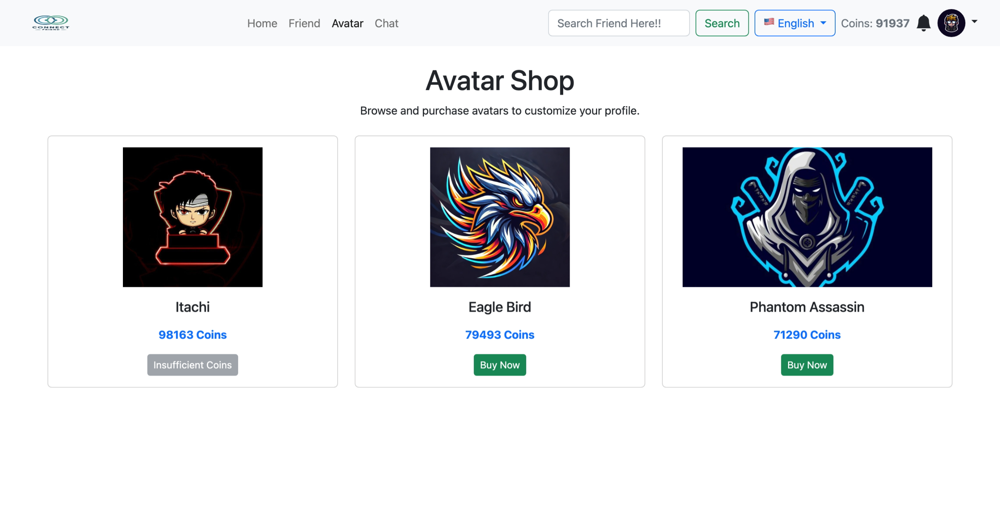 CONNECT
FRIEND
Home Friend Avatar Chat
Search Friend Here!! Search English Coins: 91937
Avatar Shop
Browse and purchase avatars to customize your profile.
Itachi Eagle Bird Phantom Assassin
98163 Coins 79493 Coins 71290 Coins
Insufficient Coins Buy Now Buy Now